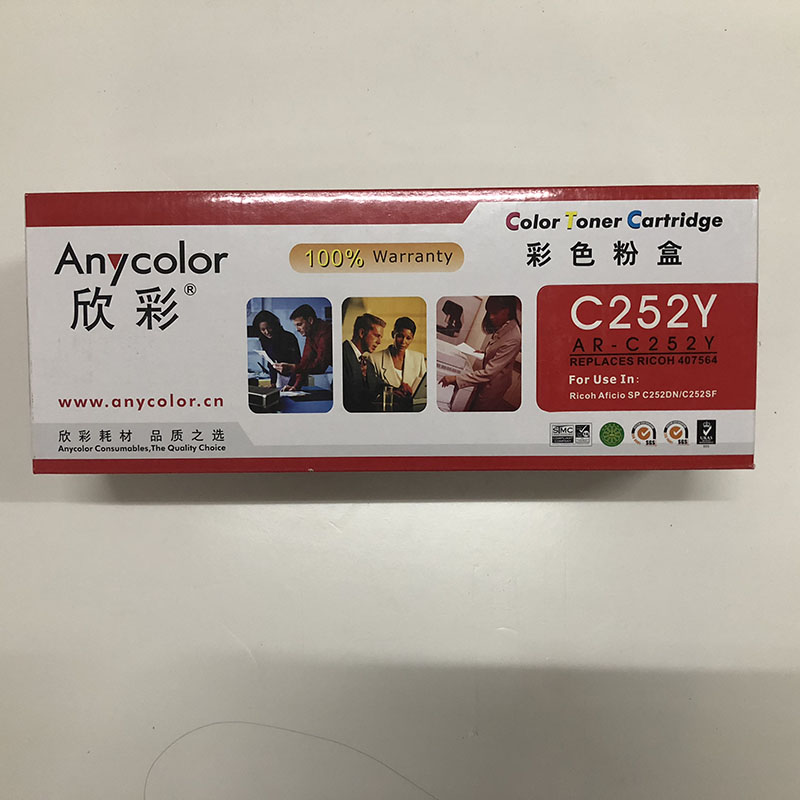 Color Toner Cartridge
彩色粉盒
Anycolor
欣彩®
100% Warranty
C252Y
AR-C252Y
REPLACES RICOH 407564
For Use In:
Ricoh Aficio SP C252DN/C252SF
www.anycolor.cn
欣彩耗材 品质之选
Anycolor Consumables,The Quality Choice
STMC
SGS
SGS
UKAS